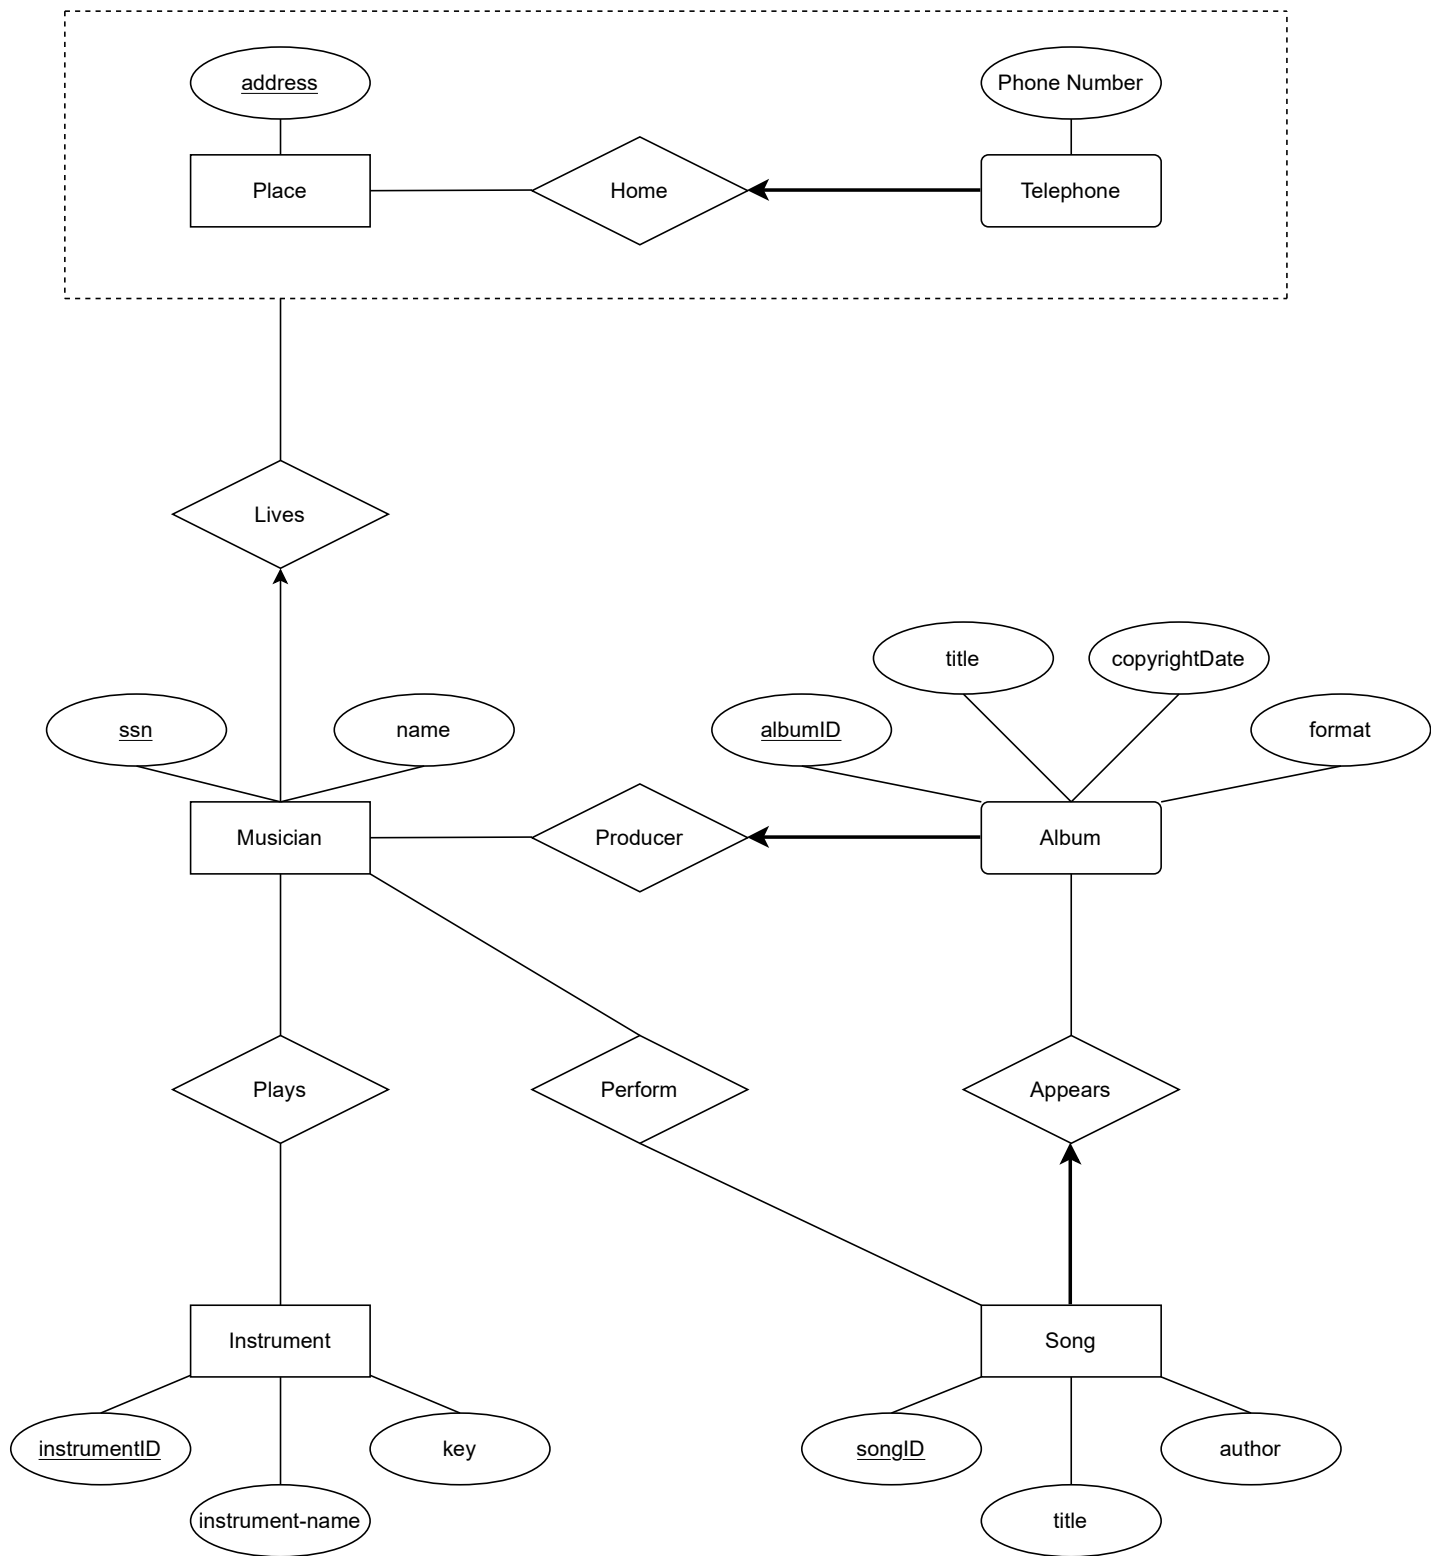 address
Phone Number
Place
Home
Telephone
Lives
title
copyrightDate
ssn
name
albumID
format
Musician
Producer
Album
Plays
Perform
Appears
Instrument
Song
instrumentID
key
songID
author
instrument-name
title